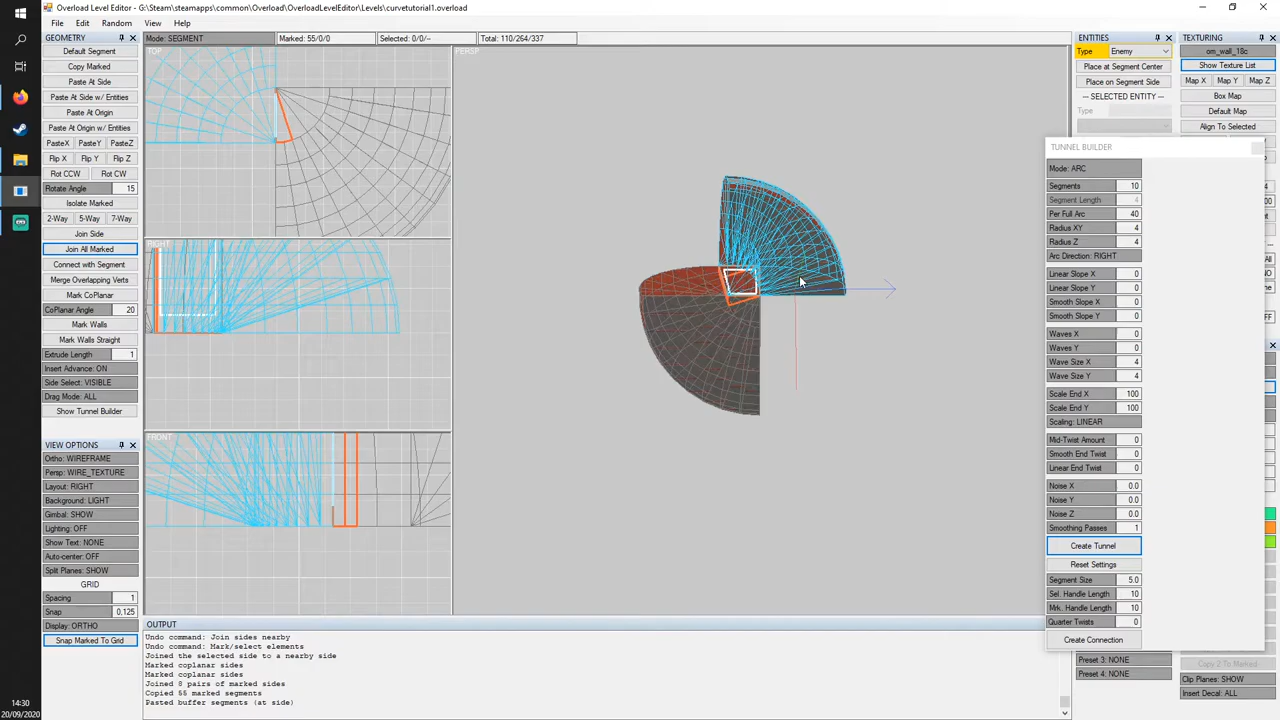 Overload Level Editor - G:\Steam\steamapps\common\Overload\OverloadLevelEditor\Levels\curvetutorial1.overload
File Edit Random View Help
GEOMETRY
Default Segment
Copy Marked
Paste At Side
Paste At Side w/ Entities
Paste At Origin
Paste At Origin w/ Entities
PasteX PasteY PasteZ
Flip X Flip Y Flip Z
Rot CCW Rot CW
Rotate Angle 15
Isolate Marked
2-Way 5-Way 7-Way
Join Side
Join All Marked
Connect with Segment
Merge Overlapping Verts
Mark CoPlanar
CoPlanar Angle 20
Mark Walls
Mark Walls Straight
Extrude Length 1
Insert Advance: ON
Side Select: VISIBLE
Drag Mode: ALL
Show Tunnel Builder
VIEW OPTIONS
Ortho: WIREFRAME
Persp: WIRE_TEXTURE
Layout: RIGHT
Background: LIGHT
Gimbal: SHOW
Lighting: OFF
Show Text: NONE
Auto-center: OFF
Split Planes: SHOW
GRID
Spacing 1
Snap 0,125
Display: ORTHO
Snap Marked To Grid
14:30
20/09/2020
Mode: SEGMENT Marked: 55/0/0 Selected: 0/0/-- Total: 110/264/337
TOP
PERSP
RIGHT
FRONT
OUTPUT
Undo command: Join sides nearby
Undo command: Mark/select elements
Joined the selected side to a nearby side
Marked coplanar sides
Marked coplanar sides
Joined 8 pairs of marked sides
Copied 55 marked segments
Pasted buffer segments (at side)
ENTITIES
Type Enemy
Place at Segment Center
Place on Segment Side
--- SELECTED ENTITY
Type
TEXTURING
om_wall_18c
Show Texture List
Map X Map Y Map Z
Box Map
Default Map
Align To Selected
TUNNEL BUILDER
Mode: ARC
Segments 10
Segment Length 4
Per Full Arc 40
Radius XY 4
Radius Z 4
Arc Direction: RIGHT
Linear Slope X 0
Linear Slope Y 0
Smooth Slope X 0
Smooth Slope Y 0
Waves X 0
Waves Y 0
Wave Size X 4
Wave Size Y 4
Scale End X 100
Scale End Y 100
Scaling: LINEAR
Mid-Twist Amount 0
Smooth End Twist 0
Linear End Twist 0
Noise X 0.0
Noise Y 0.0
Noise Z 0.0
Smoothing Passes 1
Create Tunnel
Reset Settings
Segment Size 5.0
Sel. Handle Length 10
Mrk. Handle Length 10
Quarter Twists 0
Create Connection
Preset 3: NONE
Preset 4: NONE
Copy 2 To Marked
Clip Planes: SHOW
Insert Decal: ALL